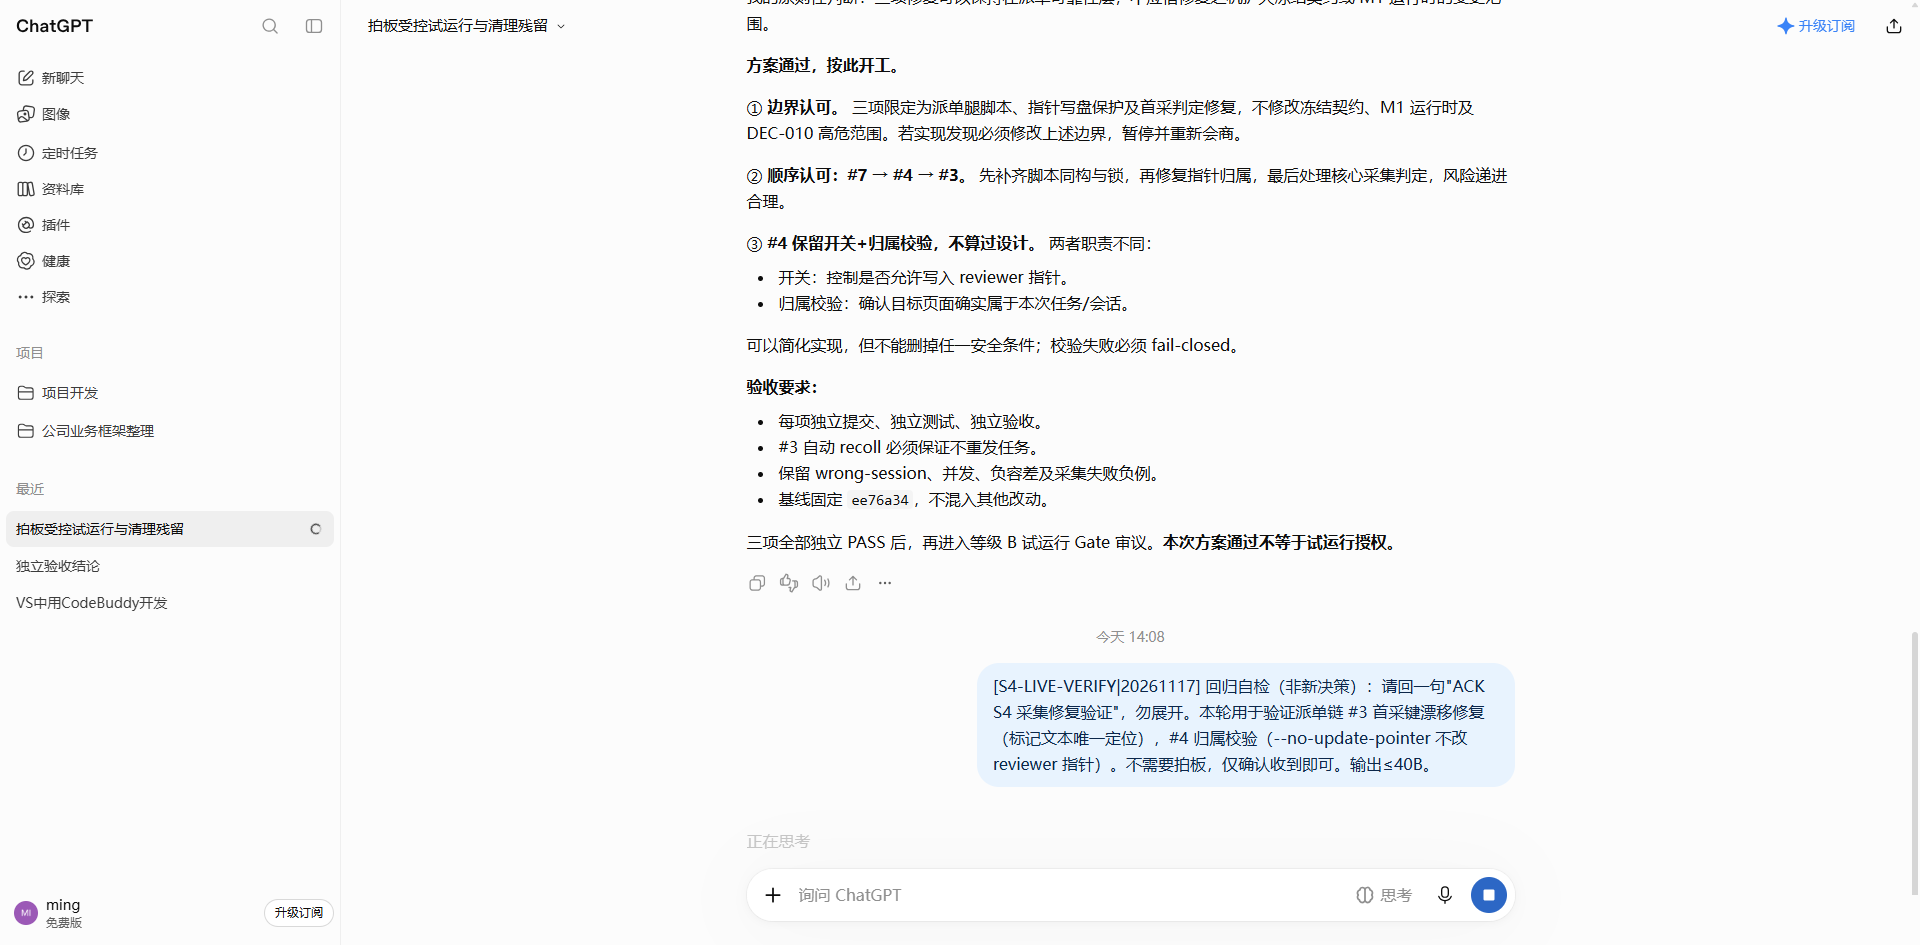 ChatGPT
新聊天
图像
定时任务
资料库
插件
健康
探索
项目
项目开发
公司业务框架整理
最近
拍板受控试运行与清理残留
独立验收结论
VS中用CodeBuddy开发
MI
ming
免费版
升级订阅
拍板受控试运行与清理残留
升级订阅
围。
方案通过，按此开工。
① 边界认可。 三项限定为派单腿脚本、指针写盘保护及首采判定修复，不修改冻结契约、M1 运行时及
DEC-010 高危范围。若实现发现必须修改上述边界，暂停并重新会商。
② 顺序认可：#7 → #4 → #3。 先补齐脚本同构与锁，再修复指针归属，最后处理核心采集判定，风险递进
合理。
③ #4 保留开关+归属校验，不算过设计。 两者职责不同：
• 开关：控制是否允许写入 reviewer 指针。
• 归属校验：确认目标页面确实属于本次任务/会话。
可以简化实现，但不能删掉任一安全条件；校验失败必须 fail-closed。
验收要求：
• 每项独立提交、独立测试、独立验收。
• #3 自动 recoll 必须保证不重发任务。
• 保留 wrong-session、并发、负容差及采集失败负例。
• 基线固定 ee76a34，不混入其他改动。
三项全部独立 PASS 后，再进入等级 B 试运行 Gate 审议。本次方案通过不等于试运行授权。
今天 14:08
[S4-LIVE-VERIFY|20261117] 回归自检（非新决策）：请回一句"ACK
S4 采集修复验证"，勿展开。本轮用于验证派单链 #3 首采键漂移修复
（标记文本唯一定位），#4 归属校验（--no-update-pointer 不改
reviewer 指针）。不需要拍板，仅确认收到即可。输出≤40B。
正在思考
询问 ChatGPT
思考